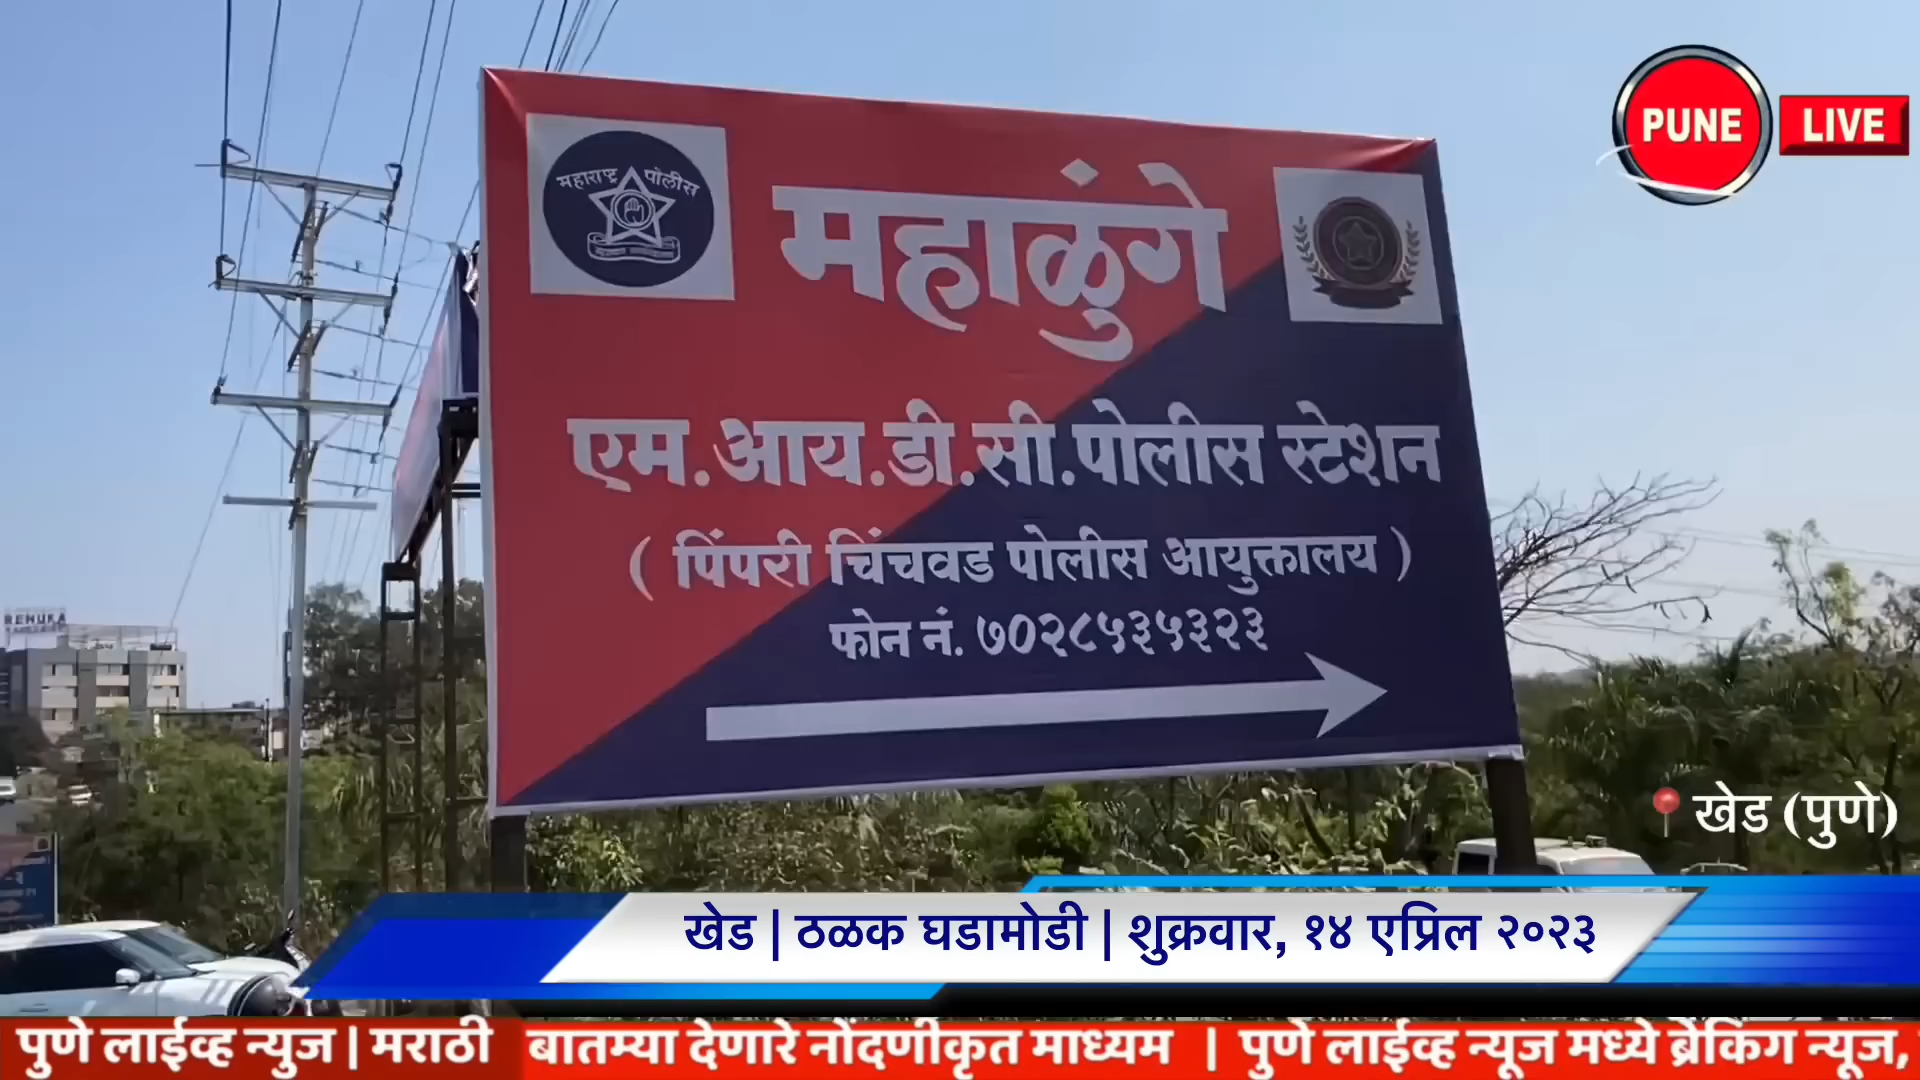 PUNE LIVE
महाराष्ट्र पोलीस
महाळुंगे
एम.आय.डी.सी.पोलीस स्टेशन
( पिंपरी चिंचवड पोलीस आयुक्तालय )
फोन नं. ७०२८५३५३२३
RENUKA
📍खेड (पुणे)
खेड | ठळक घडामोडी | शुक्रवार, १४ एप्रिल २०२३
पुणे लाईव्ह न्युज | मराठी बातम्या देणारे नोंदणीकृत माध्यम | पुणे लाईव्ह न्यूज मध्ये ब्रेकिंग न्यूज,